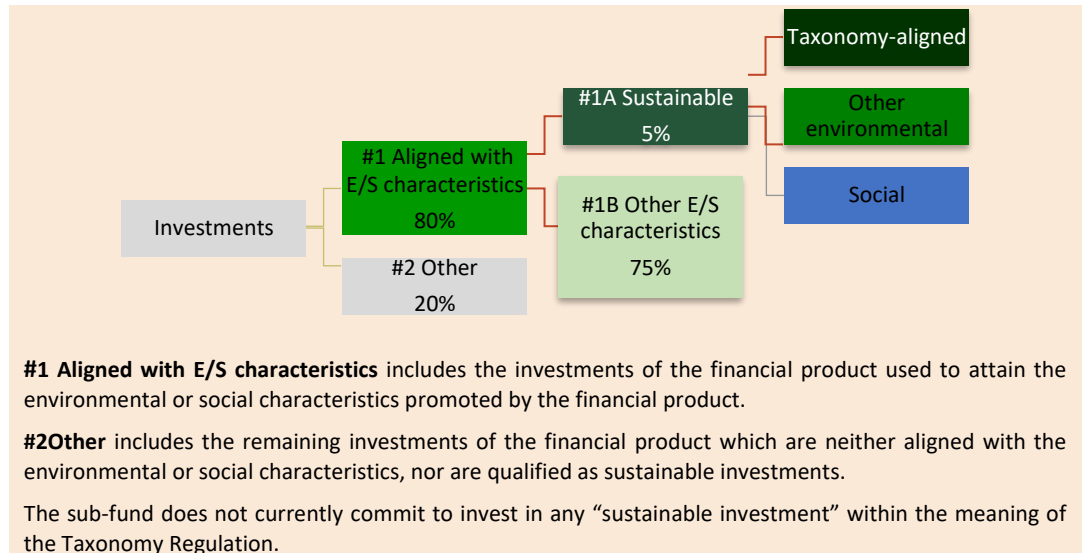 Taxonomy-aligned
#1A Sustainable
5%
Other
environmental
#1 Aligned with
E/S characteristics
80%
#1B Other E/S
characteristics
75%
Social
Investments
#2 Other
20%
#1 Aligned with E/S characteristics includes the investments of the financial product used to attain the
environmental or social characteristics promoted by the financial product.
#2Other includes the remaining investments of the financial product which are neither aligned with the
environmental or social characteristics, nor are qualified as sustainable investments.
The sub-fund does not currently commit to invest in any “sustainable investment” within the meaning of
the Taxonomy Regulation.